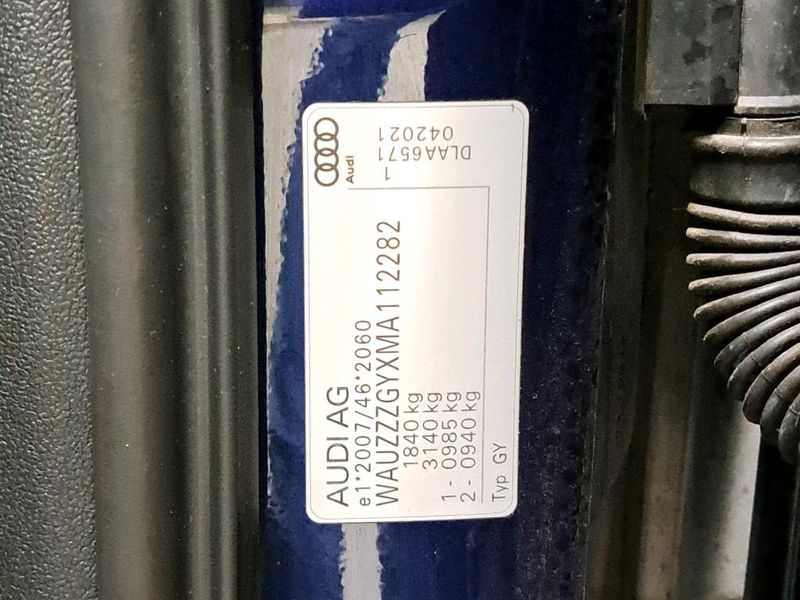 AUDI AG
e1*2007/46*2060
WAUZZZGYXMA112282
1840 kg
3140 kg
1 - 0985 kg
2 - 0940 kg
Typ GY
Audi
1
DLAA6571
042021